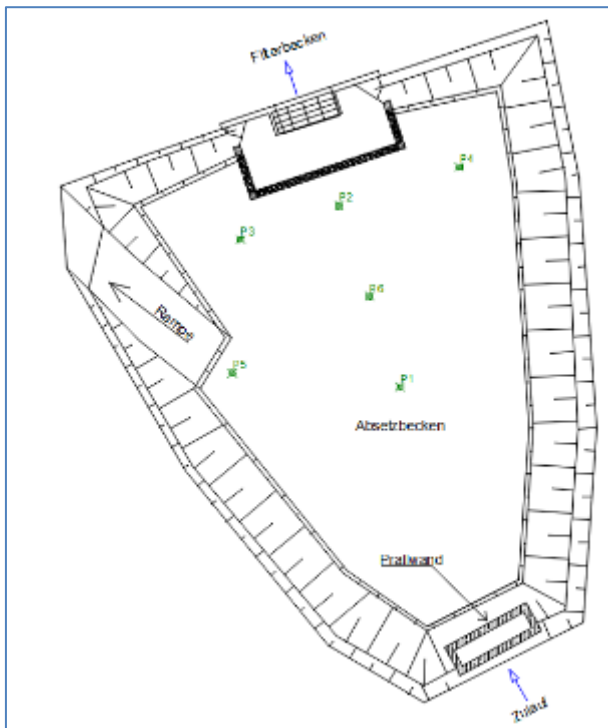 Filterbecken
P4
P2
P3
P6
Rampe
P5
P1
Absetzbecken
Prallwand
Zulauf